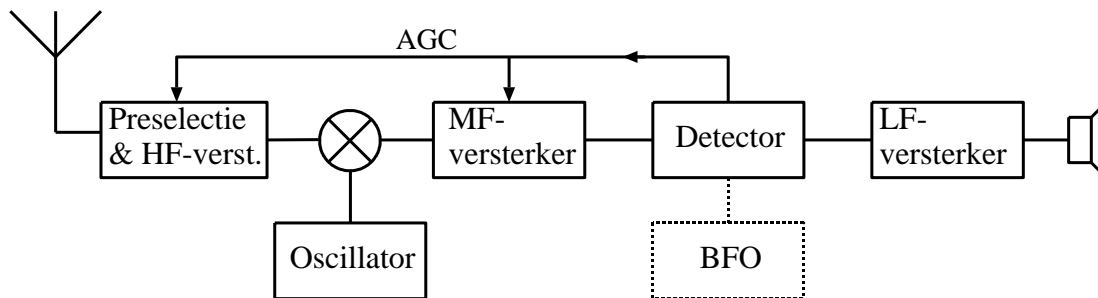 AGC
Preselectie
& HF-verst.
MF-
versterker
Detector
LF-
versterker
Oscillator
BFO